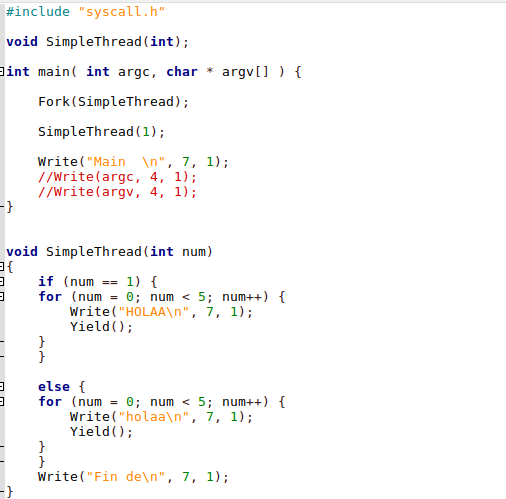 #include "syscall.h"
void SimpleThread(int);
int main( int argc, char * argv[] ) {
Fork(SimpleThread);
SimpleThread(1);
Write("Main  \n", 7, 1);
//Write(argc, 4, 1);
//Write(argv, 4, 1);
}
void SimpleThread(int num)
{
if (num == 1) {
for (num = 0; num < 5; num++) {
Write("HOLAA\n", 7, 1);
Yield();
}
}
else {
for (num = 0; num < 5; num++) {
Write("holaa\n", 7, 1);
Yield();
}
}
Write("Fin de\n", 7, 1);
}